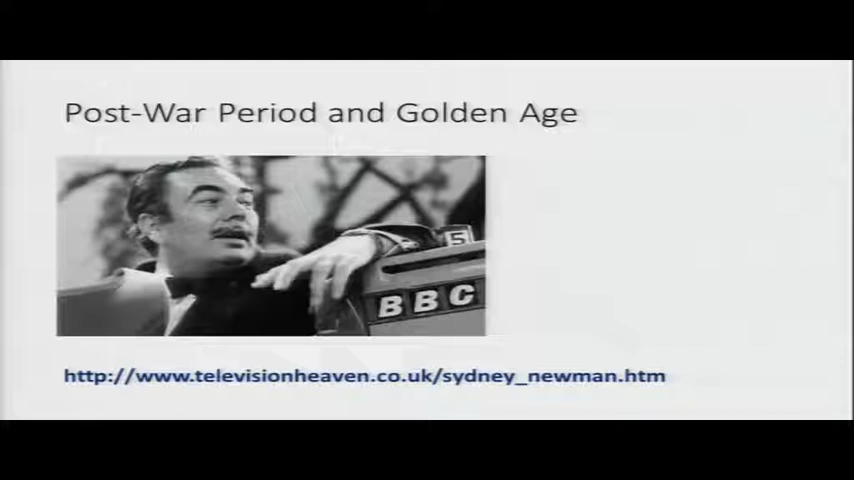 Post-War Period and Golden Age
5
BBC
http://www.televisionheaven.co.uk/sydney_newman.htm